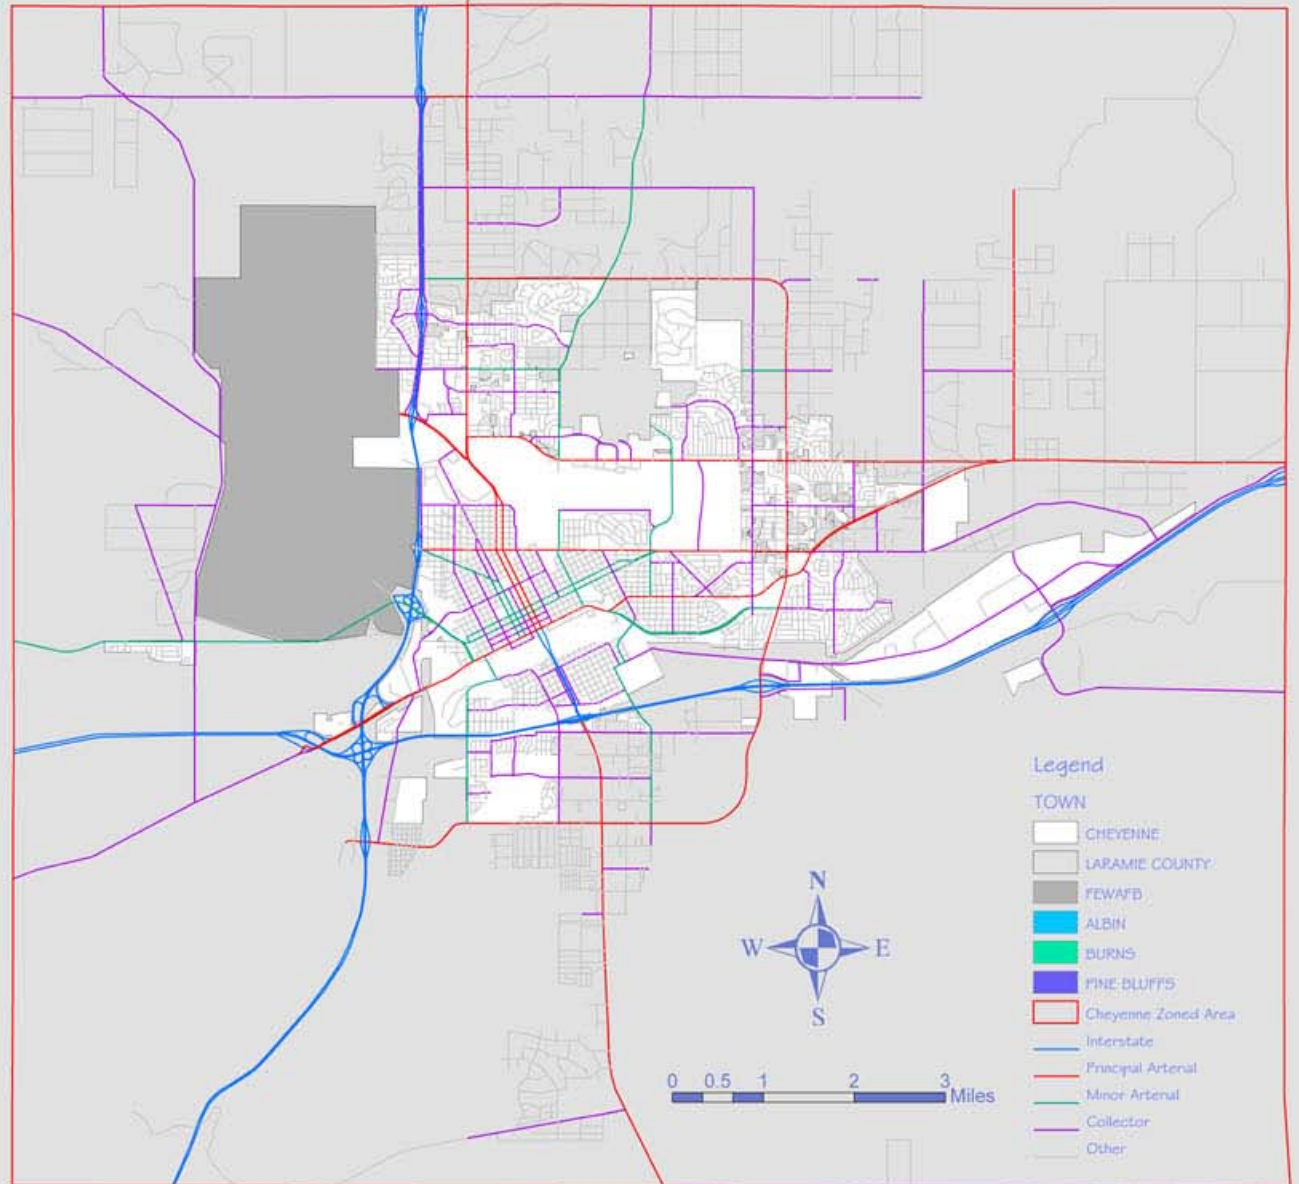 Legend
TOWN
CHEYENNE
LARAMIE COUNTY
FEWAFB
ALBIN
BURNS
PINE BLUFFS
Cheyenne Zoned Area
Interstate
Principal Arterial
Minor Arterial
Collector
Other
N
W E
S
0 0.5 1 2 3
Miles